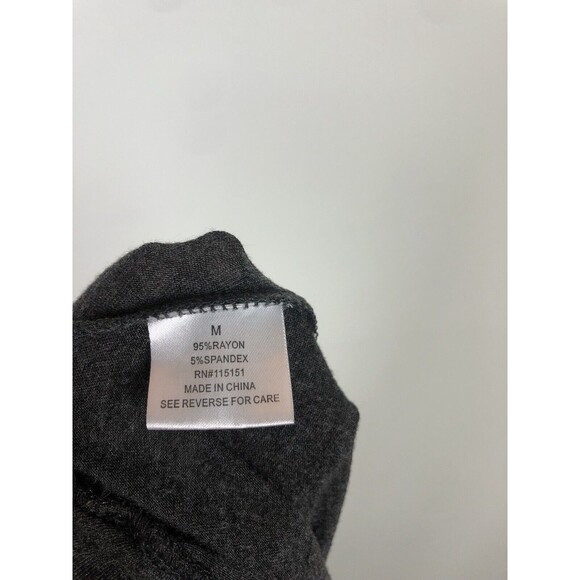 M
95%RAYON
5%SPANDEX
RN#115151
MADE IN CHINA
SEE REVERSE FOR CARE